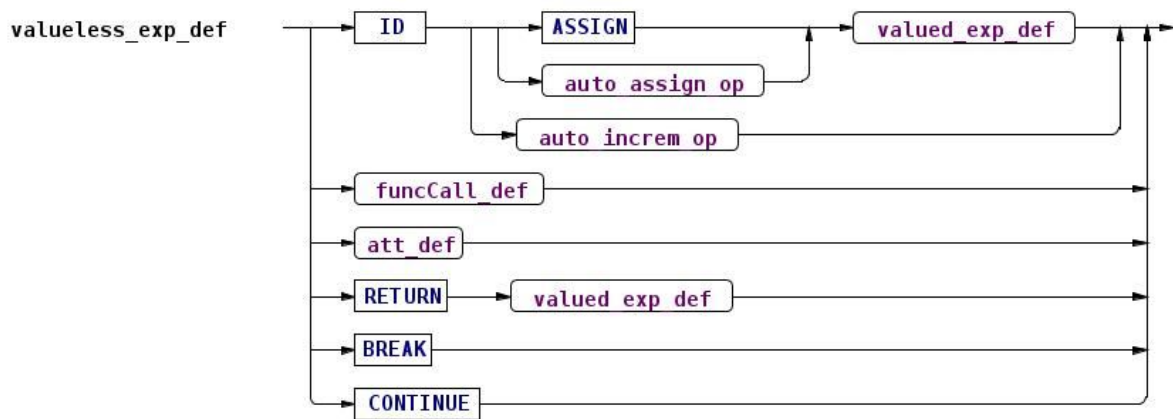 valueless_exp_def ID ASSIGN valued_exp_def
auto_assign_op
auto_increm_op
funcCall_def
att_def
RETURN valued_exp_def
BREAK
CONTINUE